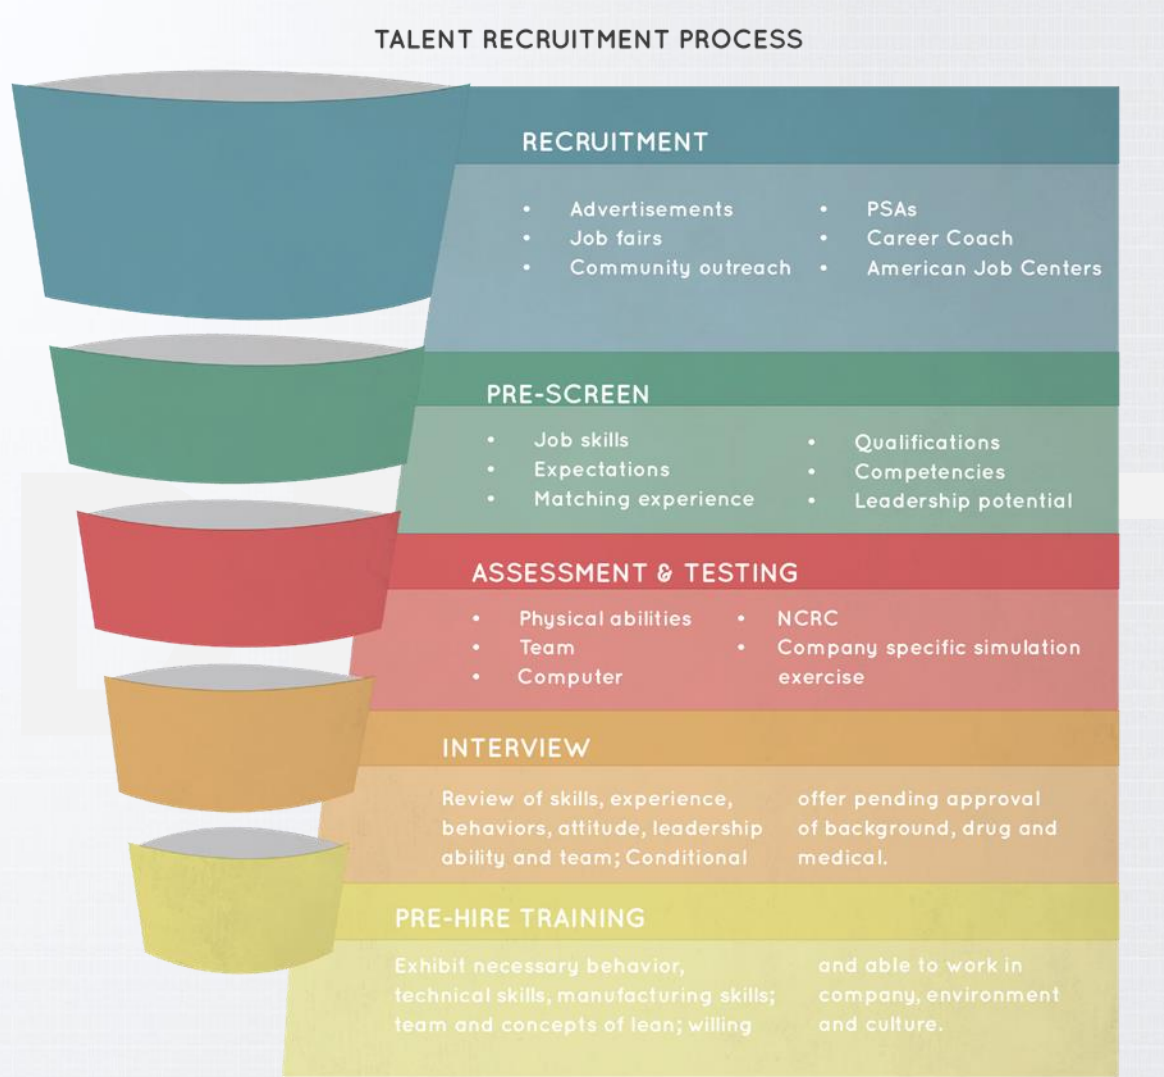 TALENT RECRUITMENT PROCESS
RECRUITMENT
• Advertisements
• Job fairs
• Community outreach
• PSAs
• Career Coach
• American Job Centers
PRE-SCREEN
• Job skills
• Expectations
• Matching experience
• Qualifications
• Competencies
• Leadership potential
ASSESSMENT & TESTING
• Physical abilities
• Team
• Computer
• NCRC
• Company specific simulation
exercise
INTERVIEW
Review of skills, experience,
behaviors, attitude, leadership
ability and team; Conditional
offer pending approval
of background, drug and
medical.
PRE-HIRE TRAINING
Exhibit necessary behavior,
technical skills, manufacturing skills;
team and concepts of lean; willing
and able to work in
company, environment
and culture.